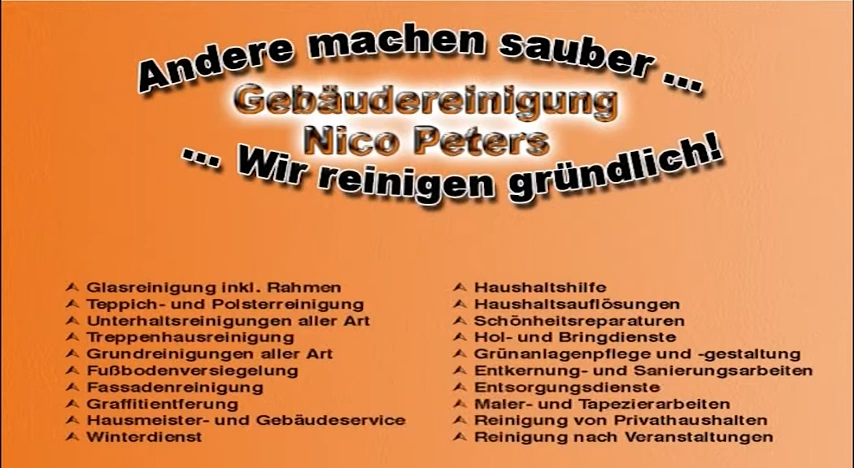 Andere machen sauber ...
Gebäudereinigung
Nico Peters
... Wir reinigen gründlich!
Glasreinigung inkl. Rahmen
Teppich- und Polsterreinigung
Unterhaltsreinigungen aller Art
Treppenhausreinigung
Grundreinigungen aller Art
Fußbodenversiegelung
Fassadenreinigung
Graffitientferung
Hausmeister- und Gebäudeservice
Winterdienst
Haushaltshilfe
Haushaltsauflösungen
Schönheitsreparaturen
Hol- und Bringdienste
Grünanlagenpflege und -gestaltung
Entkernung- und Sanierungsarbeiten
Entsorgungsdienste
Maler- und Tapezierarbeiten
Reinigung von Privathaushalten
Reinigung nach Veranstaltungen